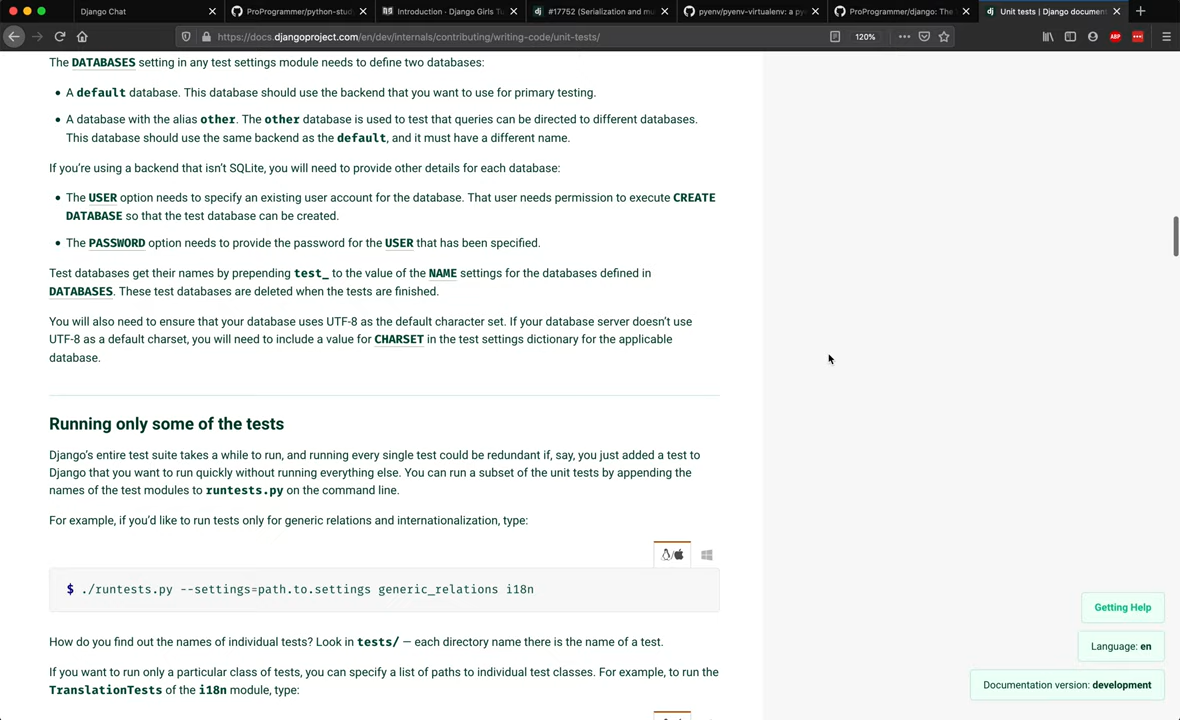 Django Chat
ProProgrammer/python-stud
Introduction · Django Girls Tu
#17752 (Serialization and mu
pyenv/pyenv-virtualenv: a py
ProProgrammer/django: The
Unit tests | Django document
https://docs.djangoproject.com/en/dev/internals/contributing/writing-code/unit-tests/
120%
ABP
The DATABASES setting in any test settings module needs to define two databases:
• A default database. This database should use the backend that you want to use for primary testing.
• A database with the alias other. The other database is used to test that queries can be directed to different databases.
This database should use the same backend as the default, and it must have a different name.
If you're using a backend that isn't SQLite, you will need to provide other details for each database:
• The USER option needs to specify an existing user account for the database. That user needs permission to execute CREATE
DATABASE so that the test database can be created.
• The PASSWORD option needs to provide the password for the USER that has been specified.
Test databases get their names by prepending test_ to the value of the NAME settings for the databases defined in
DATABASES. These test databases are deleted when the tests are finished.
You will also need to ensure that your database uses UTF-8 as the default character set. If your database server doesn't use
UTF-8 as a default charset, you will need to include a value for CHARSET in the test settings dictionary for the applicable
database.
Running only some of the tests
Django's entire test suite takes a while to run, and running every single test could be redundant if, say, you just added a test to
Django that you want to run quickly without running everything else. You can run a subset of the unit tests by appending the
names of the test modules to runtests.py on the command line.
For example, if you'd like to run tests only for generic relations and internationalization, type:
$ ./runtests.py --settings=path.to.settings generic_relations i18n
How do you find out the names of individual tests? Look in tests/ — each directory name there is the name of a test.
If you want to run only a particular class of tests, you can specify a list of paths to individual test classes. For example, to run the
TranslationTests of the i18n module, type:
Getting Help
Language: en
Documentation version: development